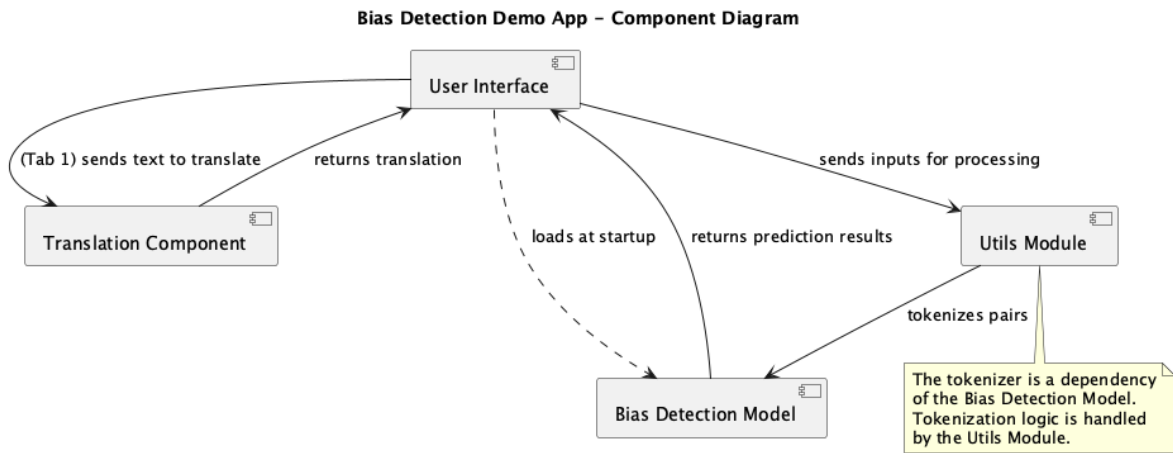 Bias Detection Demo App – Component Diagram
User Interface
(Tab 1) sends text to translate
returns translation
sends inputs for processing
Translation Component
loads at startup
returns prediction results
Utils Module
tokenizes pairs
Bias Detection Model
The tokenizer is a dependency
of the Bias Detection Model.
Tokenization logic is handled
by the Utils Module.